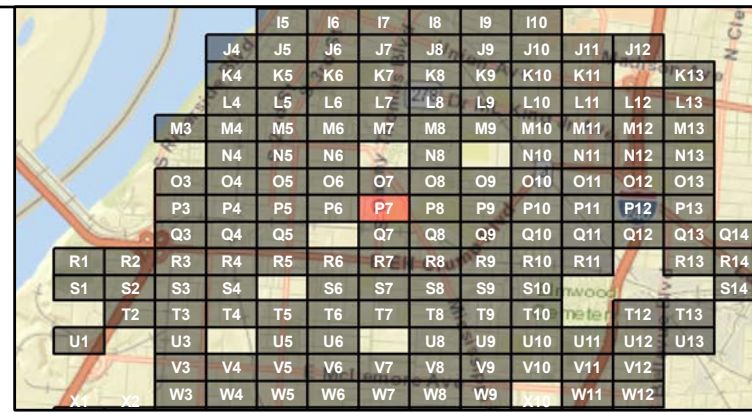 I5 I6 I7 I8 I9 I10
J4 J5 J6 J7 J8 J9 J10 J11 J12
K4 K5 K6 K7 K8 K9 K10 K11 K13
L4 L5 L6 L7 L8 L9 L10 L11 L12 L13
M3 M4 M5 M6 M7 M8 M9 M10 M11 M12 M13
N4 N5 N6 N8 N10 N11 N12 N13
O3 O4 O5 O6 O7 O8 O9 O10 O11 O12 O13
P3 P4 P5 P6 P7 P8 P9 P10 P11 P12 P13
Q3 Q4 Q5 Q7 Q8 Q9 Q10 Q11 Q12 Q13 Q14
R1 R2 R3 R4 R5 R6 R7 R8 R9 R10 R11 R13 R14
S1 S2 S3 S4 S6 S7 S8 S9 S10 S14
T2 T3 T4 T5 T6 T7 T8 T9 T10 T12 T13
U1 U3 U5 U6 U8 U9 U10 U11 U12 U13
V3 V4 V5 V6 V7 V8 V9 V10 V11 V12
W3 W4 W5 W6 W7 W8 W9 W11 W12
X1 X2 X10
E McLemore Ave